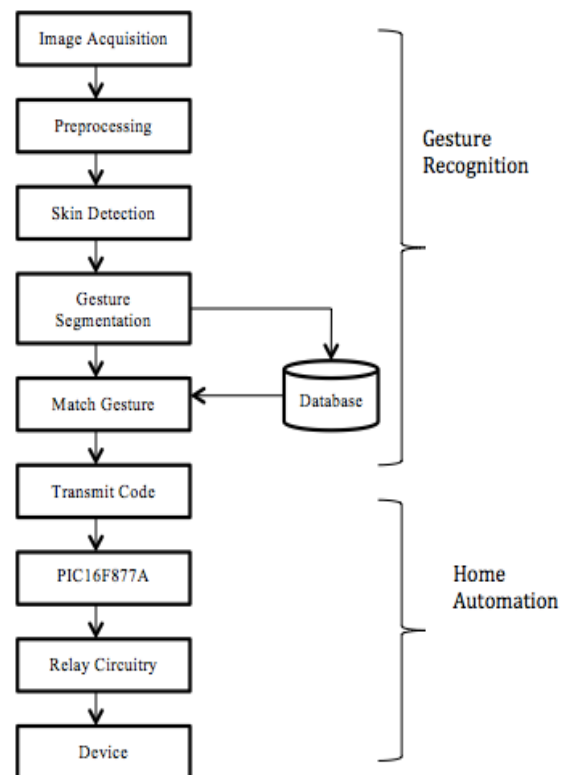 Image Acquisition
Preprocessing
Skin Detection
Gesture
Segmentation
Match Gesture
Database
Transmit Code
PIC16F877A
Relay Circuitry
Device
Gesture
Recognition
Home
Automation